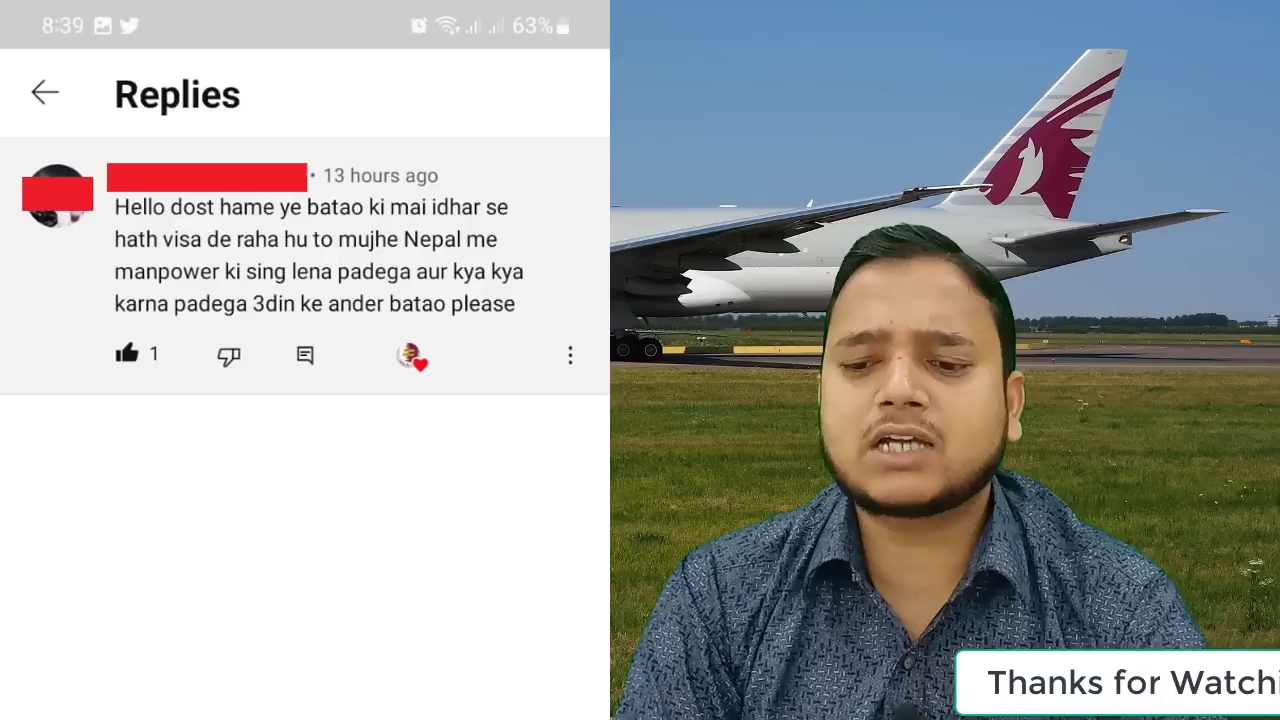 8:39
63%
Replies
• 13 hours ago
Hello dost hame ye batao ki mai idhar se
hath visa de raha hu to mujhe Nepal me
manpower ki sing lena padega aur kya kya
karna padega 3din ke ander batao please
1
Thanks for Watchi